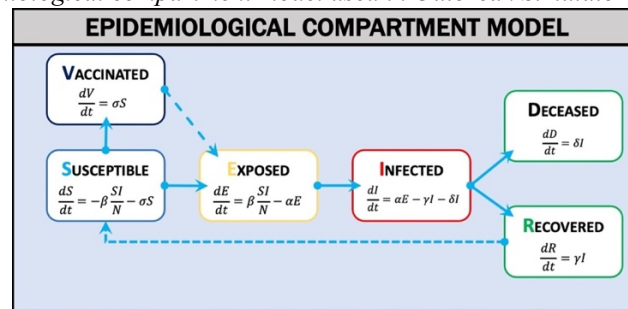 EPIDEMIOLOGICAL COMPARTMENT MODEL
VACCINATED
dV/dt = σS
DECEASED
dD/dt = δI
SUSCEPTIBLE
dS/dt = -β SI/N - σS
EXPOSED
dE/dt = β SI/N - αE
INFECTED
dI/dt = αE - γI - δI
RECOVERED
dR/dt = γI